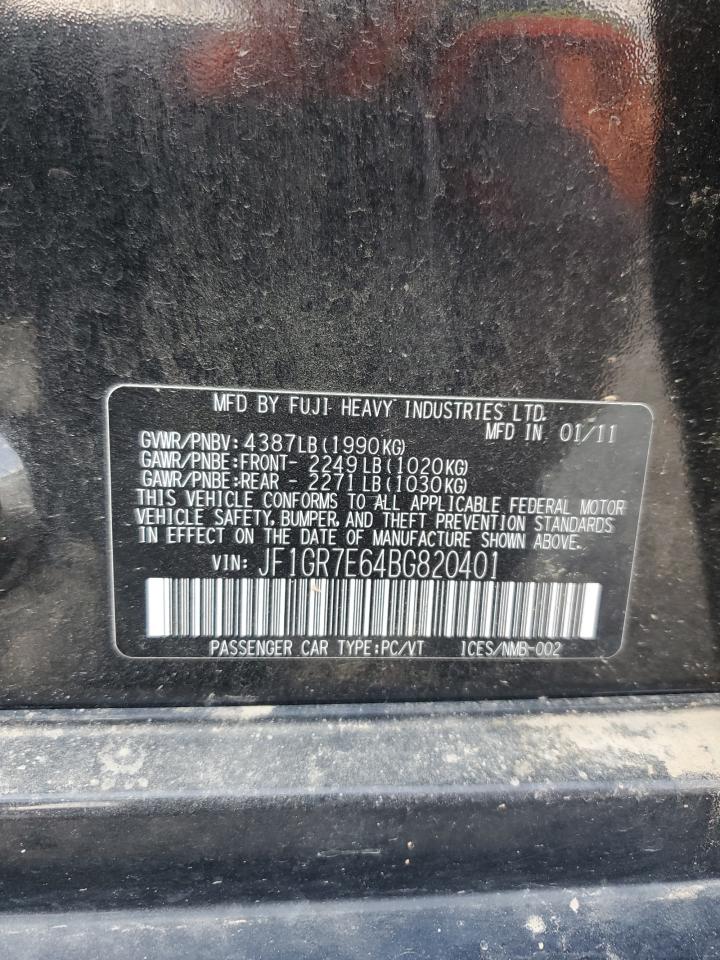 MFD BY FUJI HEAVY INDUSTRIES LTD.
MFD IN 01/11
GVWR/PNBV: 4387LB (1990KG)
GAWR/PNBE:FRONT- 2249 LB (1020KG)
GAWR/PNBE:REAR - 2271 LB (1030KG)
THIS VEHICLE CONFORMS TO ALL APPLICABLE FEDERAL MOTOR
VEHICLE SAFETY, BUMPER, AND THEFT PREVENTION STANDARDS
IN EFFECT ON THE DATE OF MANUFACTURE SHOWN ABOVE.
VIN: JF1GR7E64BG820401
PASSENGER CAR TYPE:PC/VT ICES/NMB-002